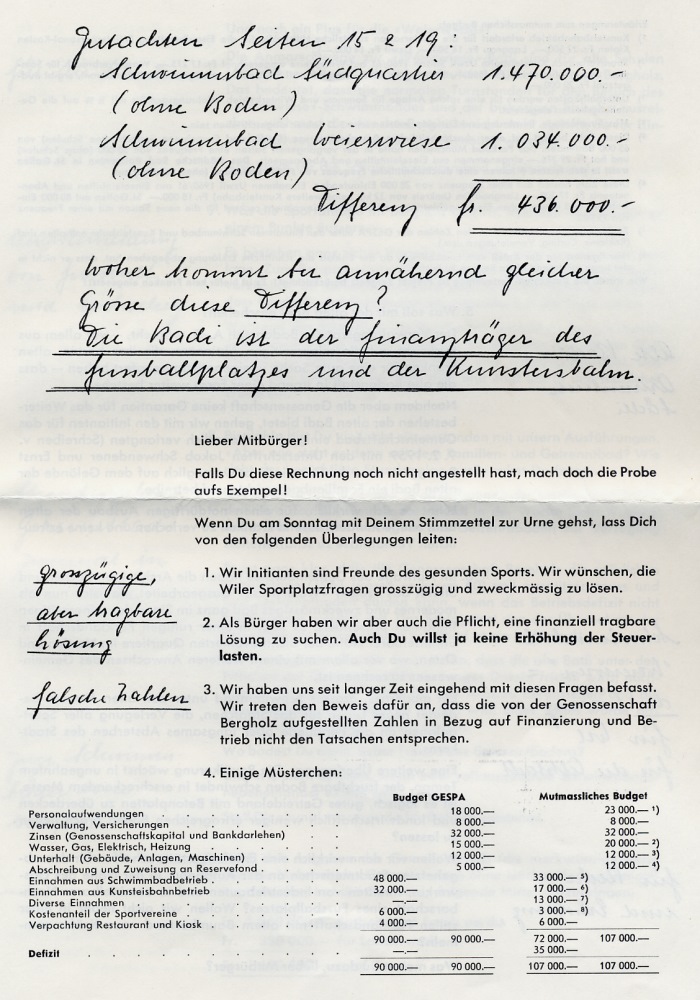 Gutachten Seiten 15 & 19:
Schwimmbad Südquartier 1.470.000.-
(ohne Boden)
Schwimmbad Weierwiese 1.034.000.-
(ohne Boden)
Differenz fr. 436.000.-
Woher kommt bei annähernd gleicher
Grösse diese Differenz?
Die Badi ist der Finanzträger des
Fussballplatzes und der Kunsteisbahn.
Lieber Mitbürger!
Falls Du diese Rechnung noch nicht angestellt hast, mach doch die Probe
aufs Exempel!
Wenn Du am Sonntag mit Deinem Stimmzettel zur Urne gehst, lass Dich
von den folgenden Überlegungen leiten:
grosszügige,
aber tragbare
Lösung
1. Wir Initianten sind Freunde des gesunden Sports. Wir wünschen, die
Wiler Sportplatzfragen grosszügig und zweckmässig zu lösen.
2. Als Bürger haben wir aber auch die Pflicht, eine finanziell tragbare
Lösung zu suchen. Auch Du willst ja keine Erhöhung der Steuer-
lasten.
falsche Zahlen
3. Wir haben uns seit langer Zeit eingehend mit diesen Fragen befasst.
Wir treten den Beweis dafür an, dass die von der Genossenschaft
Bergholz aufgestellten Zahlen in Bezug auf Finanzierung und Be-
trieb nicht den Tatsachen entsprechen.
4. Einige Müsterchen:
Budget GESPA Mutmassliches Budget
Personalaufwendungen 18 000.— 23 000.— ¹)
Verwaltung, Versicherungen 8 000.— 8 000.—
Zinsen (Genossenschaftskapital und Bankdarlehen) 32 000.— 32 000.—
Wasser, Gas, Elektrisch, Heizung 15 000.— 20 000.— ²)
Unterhalt (Gebäude, Anlagen, Maschinen) 12 000.— 12 000.— ³)
Abschreibung und Zuweisung an Reservefond 5 000.— 12 000.— ⁴)
Einnahmen aus Schwimmbadbetrieb 48 000.— 33 000.— ⁵)
Einnahmen aus Kunsteisbahnbetrieb 32 000.— 17 000.— ⁶)
Diverse Einnahmen —.— 13 000.— ⁷)
Kostenanteil der Sportvereine 6 000.— 3 000.— ⁸)
Verpachtung Restaurant und Kiosk 4 000.— 6 000.—
90 000.— 90 000.— 72 000.— 107 000.—
Defizit —.— 35 000.—
90 000.— 90 000.— 107 000.— 107 000.—